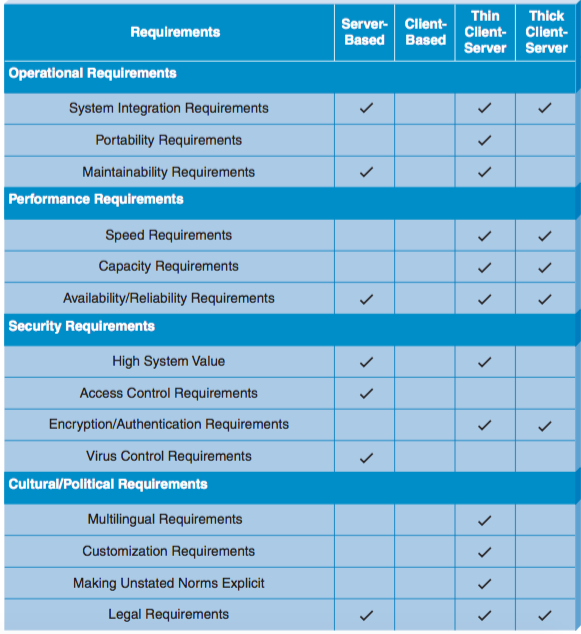 Requirements Server-Based Client-Based Thin Client-Server Thick Client-Server
Operational Requirements
System Integration Requirements ✓ ✓ ✓
Portability Requirements ✓
Maintainability Requirements ✓ ✓
Performance Requirements
Speed Requirements ✓ ✓
Capacity Requirements ✓ ✓
Availability/Reliability Requirements ✓ ✓ ✓
Security Requirements
High System Value ✓ ✓
Access Control Requirements ✓
Encryption/Authentication Requirements ✓ ✓
Virus Control Requirements ✓
Cultural/Political Requirements
Multilingual Requirements ✓
Customization Requirements ✓
Making Unstated Norms Explicit ✓
Legal Requirements ✓ ✓ ✓